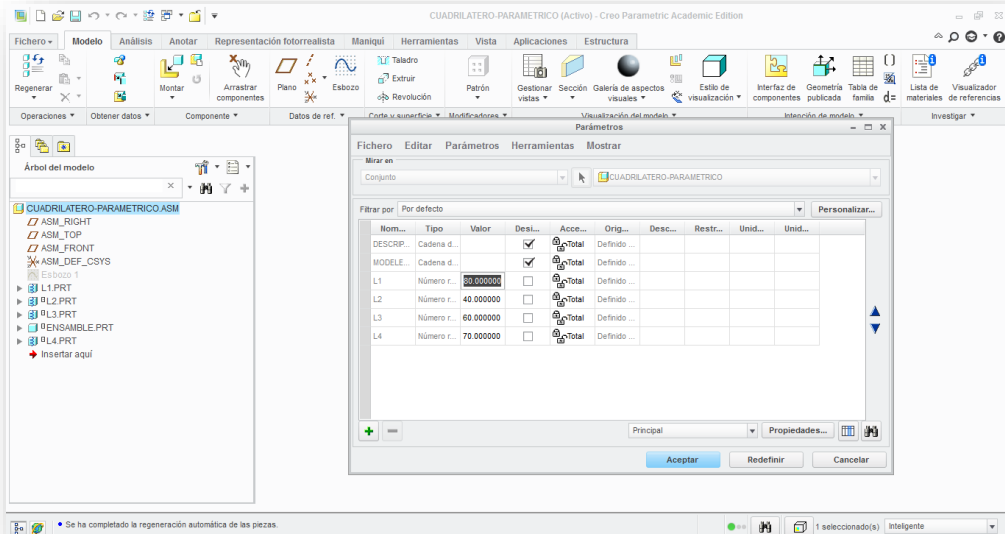 CUADRILATERO-PARAMETRICO (Activo) - Creo Parametric Academic Edition
Fichero Modelo Análisis Anotar Representación fotorrealista Maniquí Herramientas Vista Aplicaciones Estructura
Regenerar
Montar
Arrastrar componentes
Plano
Esbozo
Taladro
Extruir
Revolución
Patrón
Gestionar vistas
Sección
Galería de aspectos visuales
Estilo de visualización
Interfaz de componentes
Geometría publicada
Tabla de familia
d=
Lista de materiales
Visualizador de referencias
Operaciones Obtener datos Componente Datos de ref. Corte y superficie Modificadores Visualización del modelo Intención de modelo Investigar
Árbol del modelo
CUADRILATERO-PARAMETRICO.ASM
ASM_RIGHT
ASM_TOP
ASM_FRONT
ASM_DEF_CSYS
Esbozo 1
L1.PRT
L2.PRT
L3.PRT
ENSAMBLE.PRT
L4.PRT
Insertar aquí
Parámetros
Fichero Editar Parámetros Herramientas Mostrar
Mirar en
Conjunto CUADRILATERO-PARAMETRICO
Filtrar por Por defecto Personalizar...
Nom... Tipo Valor Desi... Acce... Orig... Desc... Restr... Unid... Unid...
DESCRIP... Cadena d... Total Definido ...
MODELE... Cadena d... Total Definido ...
L1 Número r... 80.000000 Total Definido ...
L2 Número r... 40.000000 Total Definido ...
L3 Número r... 60.000000 Total Definido ...
L4 Número r... 70.000000 Total Definido ...
Principal Propiedades...
Aceptar Redefinir Cancelar
Se ha completado la regeneración automática de las piezas.
1 seleccionado(s) Inteligente